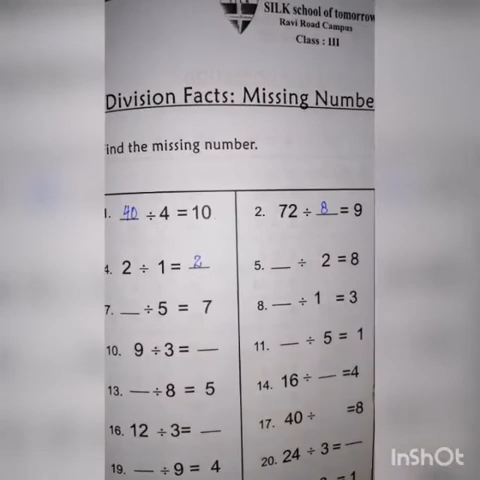 SILK school of tomorrow
Ravi Road Campus
Class : III
Division Facts: Missing Numbe
ind the missing number.
1. 40 ÷ 4 = 10 2. 72 ÷ 8 = 9
4. 2 ÷ 1 = 2 5. __ ÷ 2 = 8
7. __ ÷ 5 = 7 8. __ ÷ 1 = 3
10. 9 ÷ 3 = __ 11. __ ÷ 5 = 1
13. __ ÷ 8 = 5 14. 16 ÷ __ =4
16. 12 ÷ 3= __ 17. 40 ÷ =8
19. __ ÷ 9 = 4 20. 24 ÷ 3 = __
= 1
InShOt